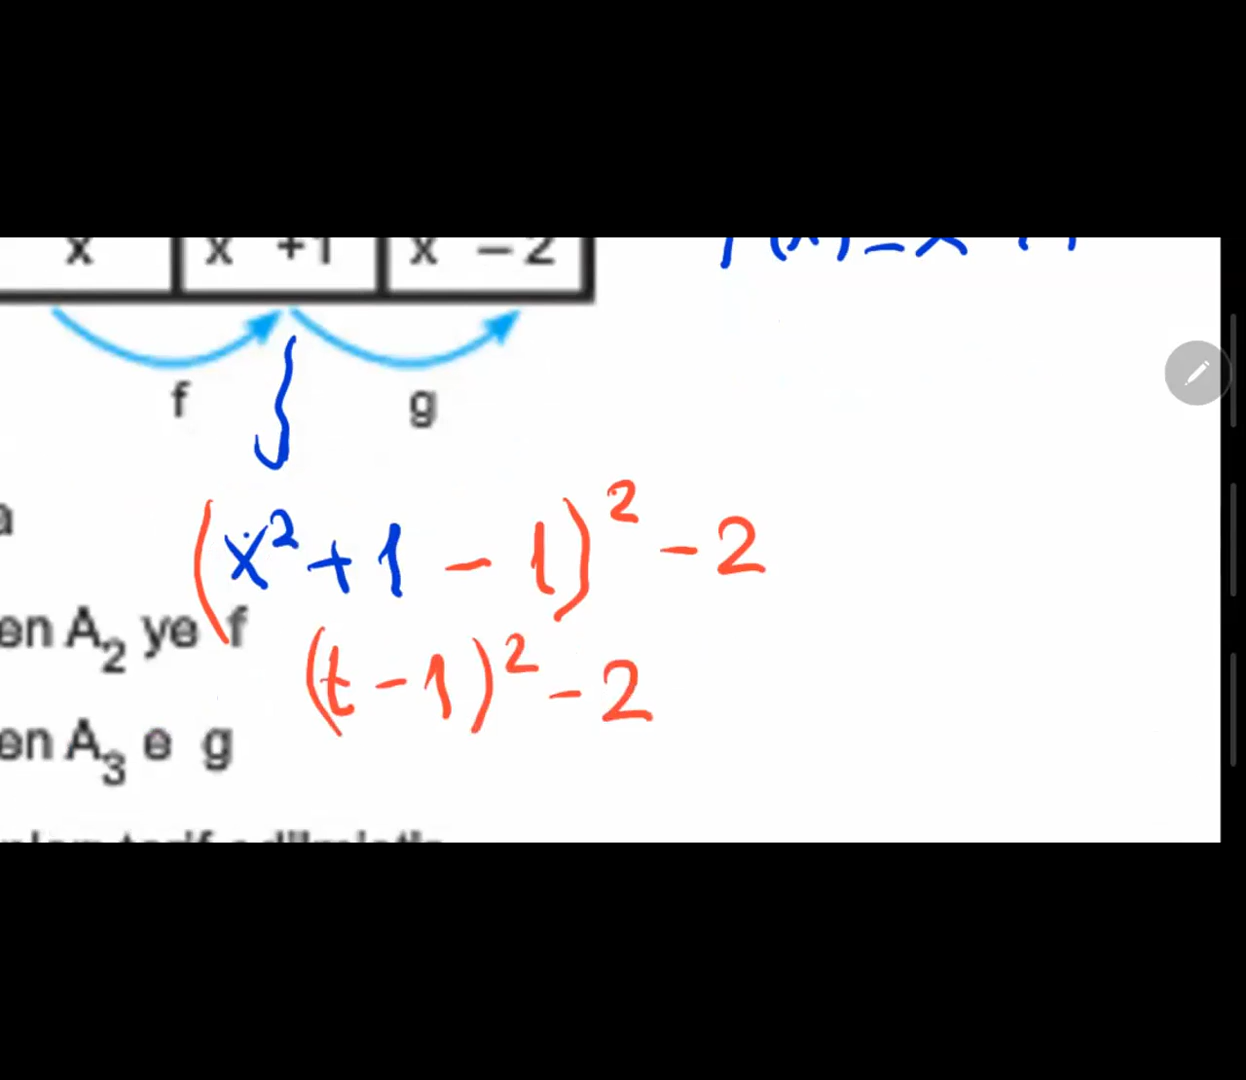 x x +1 x – 2
f(x) = x
f g
a
(x² + 1 – 1)² – 2
en A₂ ye f
(t – 1)² – 2
en A₃ e g